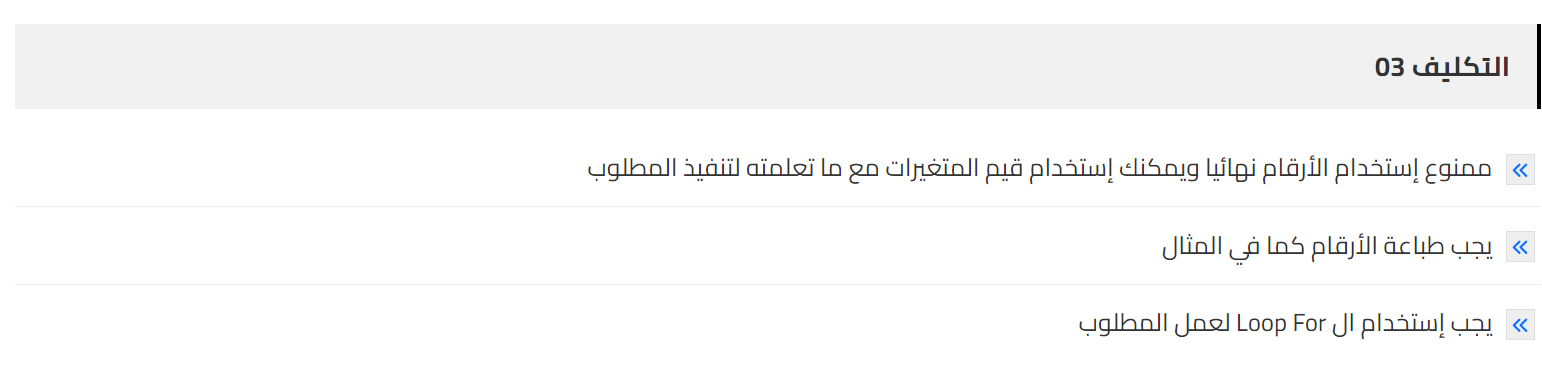 التكليف 03
ممنوع إستخدام الأرقام نهائيا ويمكنك إستخدام قيم المتغيرات مع ما تعلمته لتنفيذ المطلوب
يجب طباعة الأرقام كما في المثال
يجب إستخدام ال Loop For لعمل المطلوب